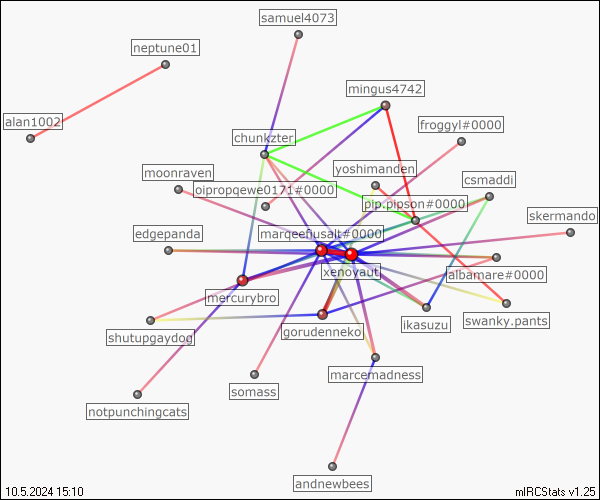 samuel4073
neptune01
mingus4742
alan1002
froggyl#0000
chunkzter
yoshimanden
moonraven
csmaddi
oipropqewe0171#0000
pip.pipson#0000
skermando
edgepanda
marqeefusalt#0000
xenonaut
albamare#0000
mercurybro
swanky.pants
gorudenneko
ikasuzu
shutupgaydog
marcemadness
somass
notpunchingcats
andnewbees
10.5.2024 15:10
mIRCStats v1.25